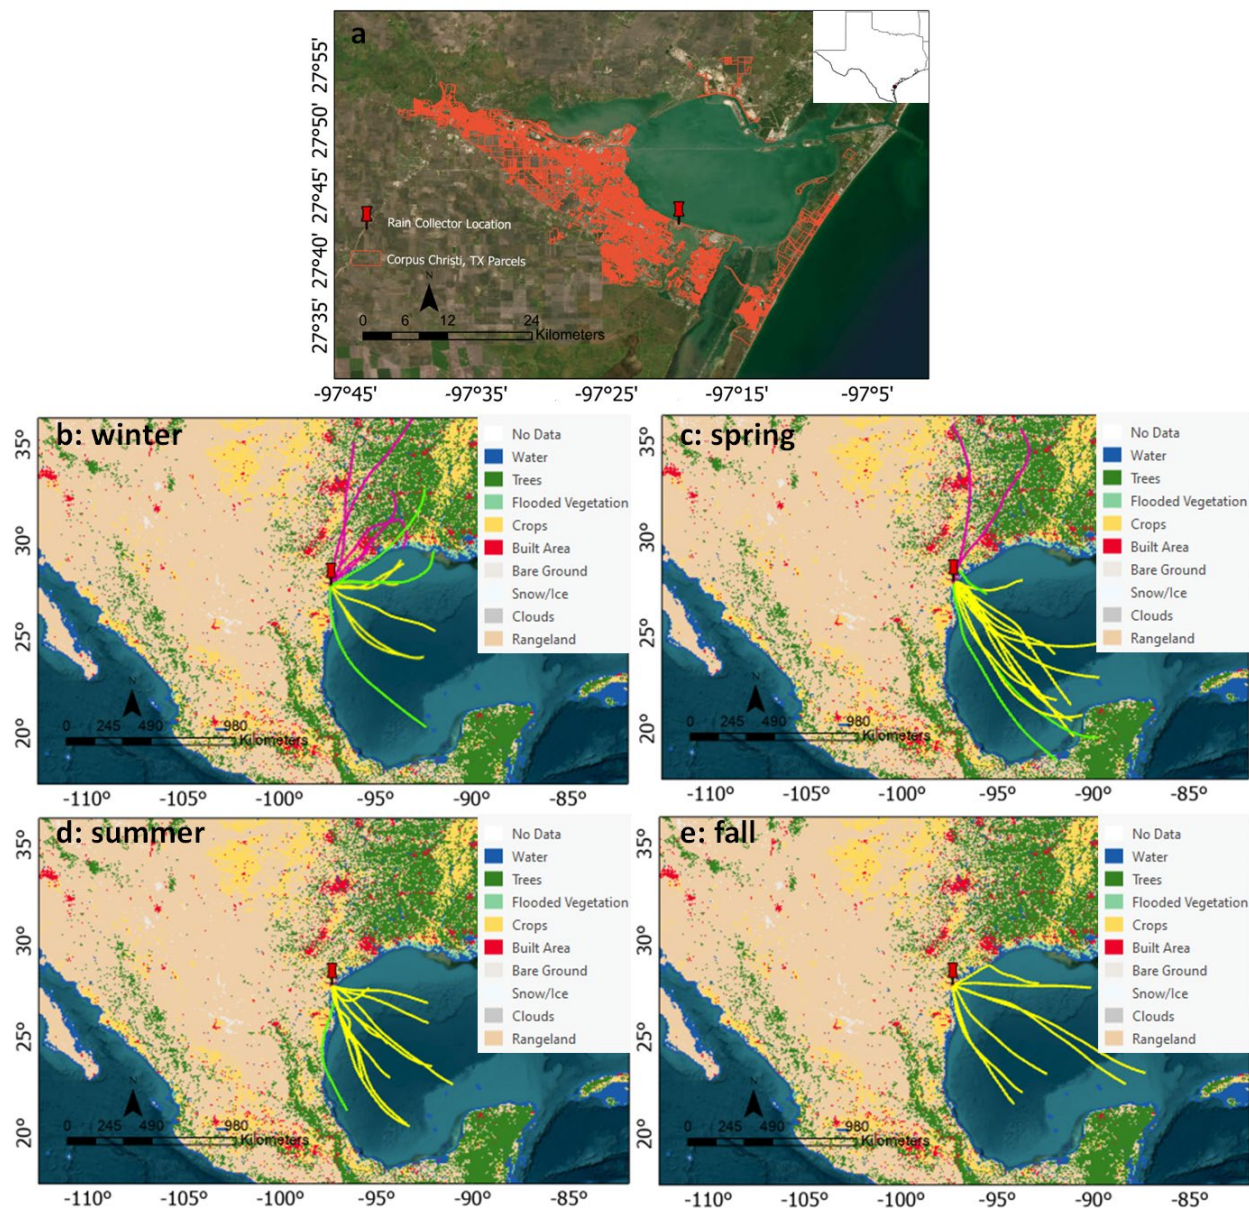 a
27°55'
27°50'
27°45'
27°40'
27°35'
Rain Collector Location
Corpus Christi, TX Parcels
N
0 6 12 24
Kilometers
-97°45' -97°35' -97°25' -97°15' -97°5'
b: winter
35°
30°
25°
20°
No Data
Water
Trees
Flooded Vegetation
Crops
Built Area
Bare Ground
Snow/Ice
Clouds
Rangeland
N
0 245 490 980
Kilometers
-110° -105° -100° -95° -90° -85°
c: spring
35°
30°
25°
20°
No Data
Water
Trees
Flooded Vegetation
Crops
Built Area
Bare Ground
Snow/Ice
Clouds
Rangeland
N
0 245 490 980
Kilometers
-110° -105° -100° -95° -90° -85°
d: summer
35°
30°
25°
20°
No Data
Water
Trees
Flooded Vegetation
Crops
Built Area
Bare Ground
Snow/Ice
Clouds
Rangeland
N
0 245 490 980
Kilometers
-110° -105° -100° -95° -90° -85°
e: fall
35°
30°
25°
20°
No Data
Water
Trees
Flooded Vegetation
Crops
Built Area
Bare Ground
Snow/Ice
Clouds
Rangeland
N
0 245 490 980
Kilometers
-110° -105° -100° -95° -90° -85°